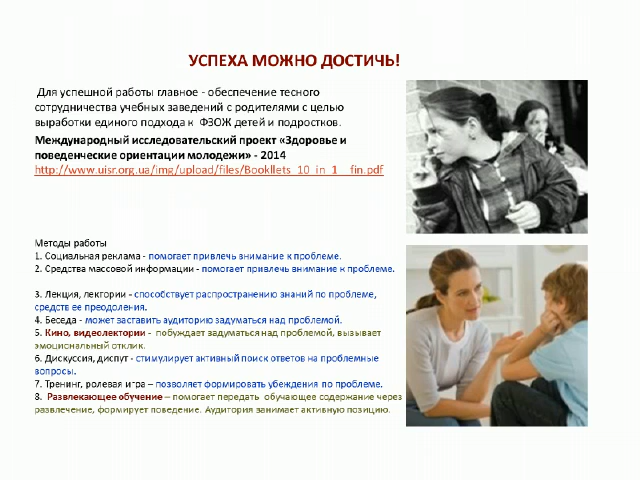 УСПЕХА МОЖНО ДОСТИЧЬ!
Для успешной работы главное - обеспечение тесного
сотрудничества учебных заведений с родителями с целью
выработки единого подхода к ФЗОЖ детей и подростков.
Международный исследовательский проект «Здоровье и
поведенческие ориентации молодежи» - 2014
http://www.uisr.org.ua/img/upload/files/Bookllets_10_in_1__fin.pdf
Методы работы
1. Социальная реклама - помогает привлечь внимание к проблеме.
2. Средства массовой информации - помогает привлечь внимание к проблеме.
3. Лекция, лектории - способствует распространению знаний по проблеме,
средств ее преодоления.
4. Беседа - может заставить аудиторию задуматься над проблемой.
5. Кино, видеолектории - побуждает задуматься над проблемой, вызывает
эмоциональный отклик.
6. Дискуссия, диспут - стимулирует активный поиск ответов на проблемные
вопросы.
7. Тренинг, ролевая игра – позволяет формировать убеждения по проблеме.
8. Развлекающее обучение – помогает передать обучающее содержание через
развлечение, формирует поведение. Аудитория занимает активную позицию.